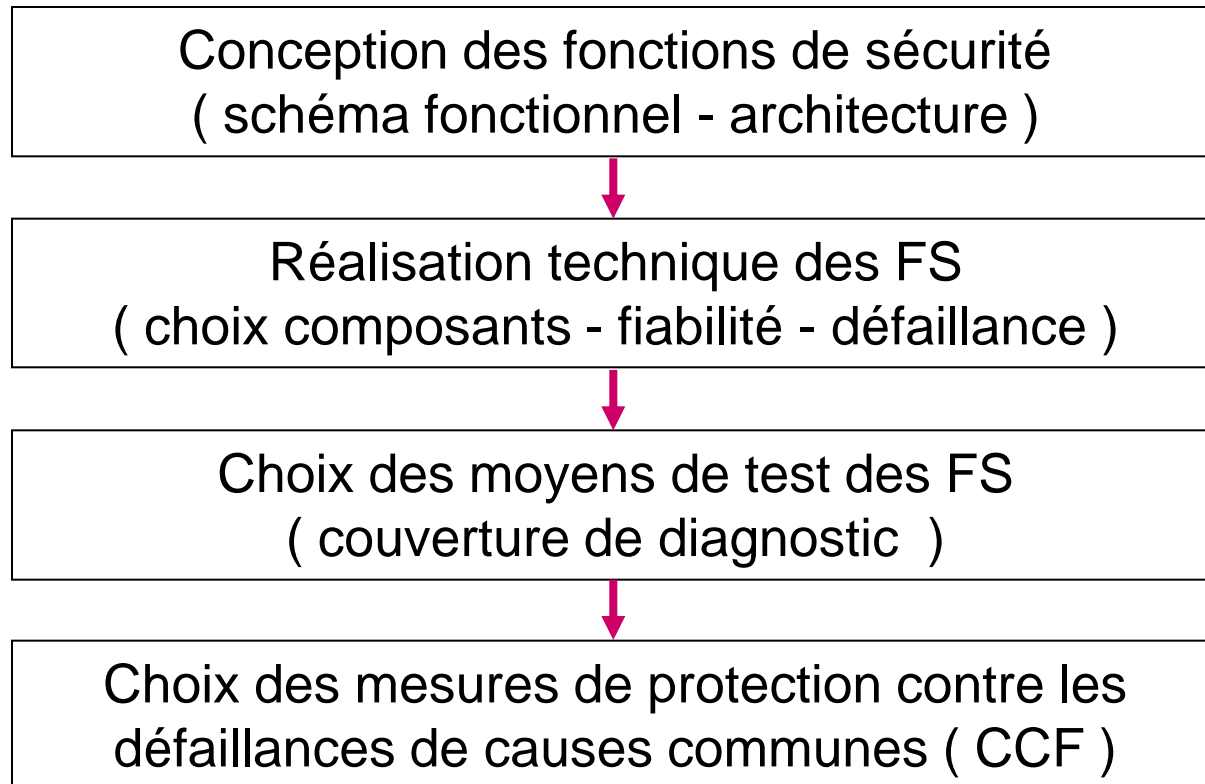 Conception des fonctions de sécurité
( schéma fonctionnel - architecture )
Réalisation technique des FS
( choix composants - fiabilité - défaillance )
Choix des moyens de test des FS
( couverture de diagnostic  )
Choix des mesures de protection contre les
défaillances de causes communes ( CCF )